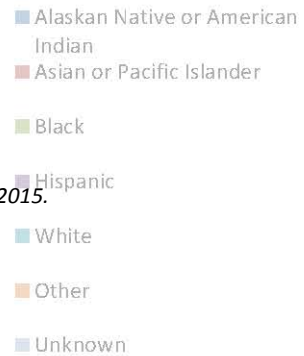 Alaskan Native or American
Indian
Asian or Pacific Islander
Black
Hispanic
2015.
White
Other
Unknown